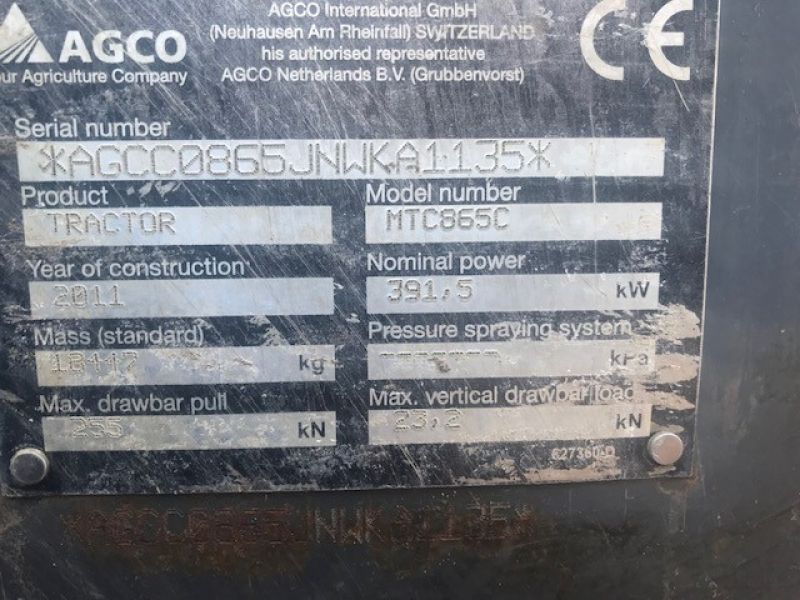 AGCO
our Agriculture Company
AGCO International GmbH
(Neuhausen Am Rheinfall) SWITZERLAND
his authorised representative
AGCO Netherlands B.V. (Grubbenvorst)
CE
Serial number
*AGCC0865JNWKA1135*
Product
Model number
TRACTOR
MTC865C
Year of construction
Nominal power
2011
391,5 kW
Mass (standard)
Pressure spraying system
18447 kg
------- kPa
Max. drawbar pull
Max. vertical drawbar load
255 kN
23,2 kN
*AGCC0865JNWKA1135*